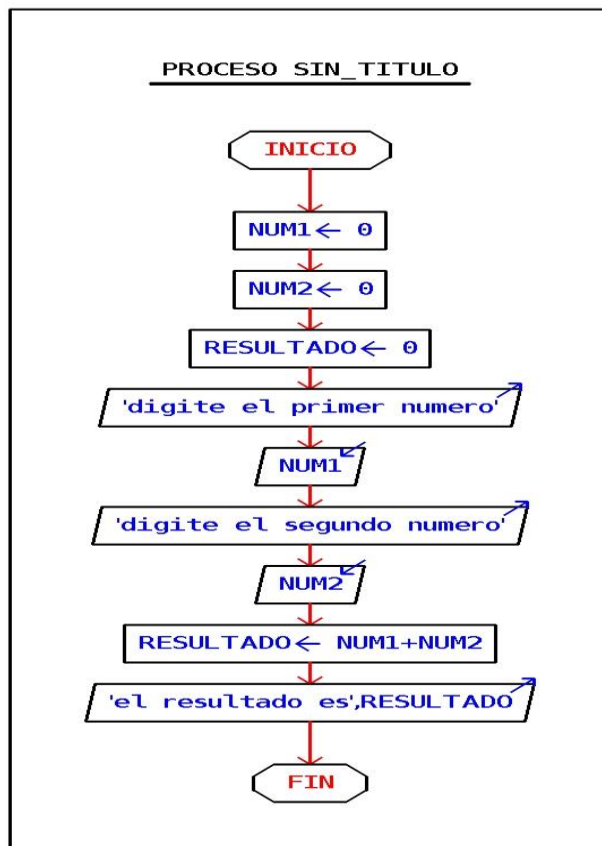 PROCESO SIN_TITULO
INICIO
NUM1← 0
NUM2← 0
RESULTADO← 0
'digite el primer numero'
NUM1
'digite el segundo numero'
NUM2
RESULTADO← NUM1+NUM2
'el resultado es',RESULTADO
FIN